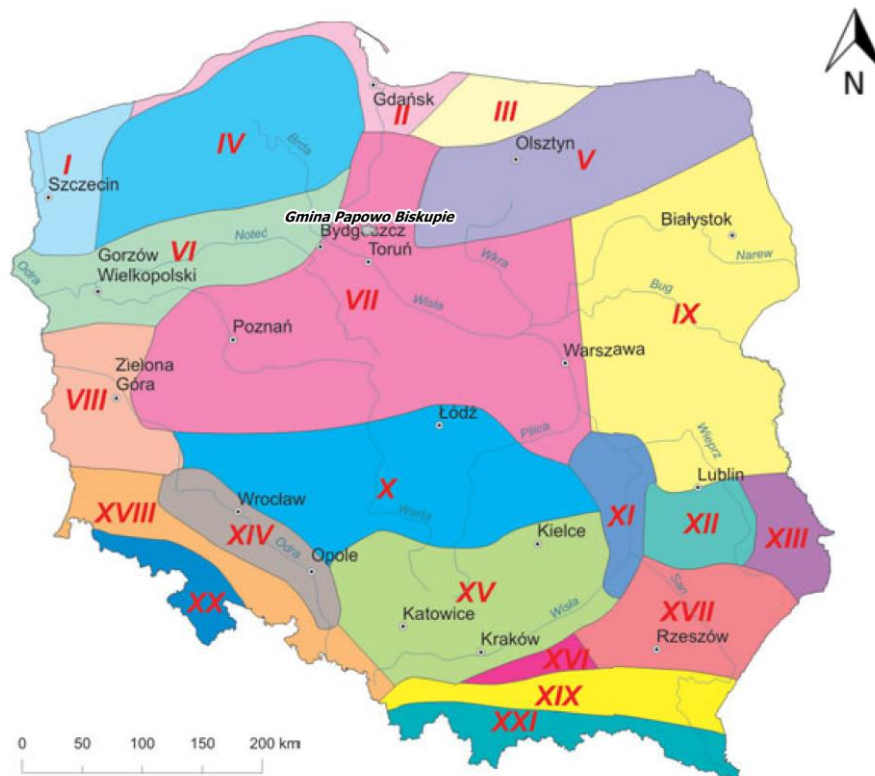 N
Gdańsk
II
III
IV
Brda
Olsztyn
V
I
Szczecin
Gmina Papowo Biskupie
Bydgoszcz
Toruń
Białystok
Narew
Noteć
VI
Gorzów
Wielkopolski
Odra
Wkra
Wisła
VII
Bug
IX
Poznań
Warszawa
Zielona
Góra
VIII
Łódź
Pilica
Wieprz
Lublin
X
Warta
XI
XII
XIII
XVIII
Wrocław
XIV
Odra
Opole
Kielce
XX
XV
Katowice
Wisła
Kraków
San
XVII
Rzeszów
XVI
XIX
XXI
0 50 100 150 200 km